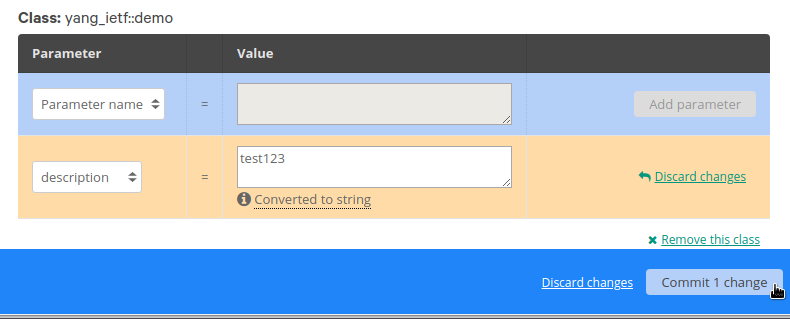 Class: yang_ietf::demo
Parameter Value
Parameter name = Add parameter
description = test123 Discard changes
Converted to string
Remove this class
Discard changes Commit 1 change